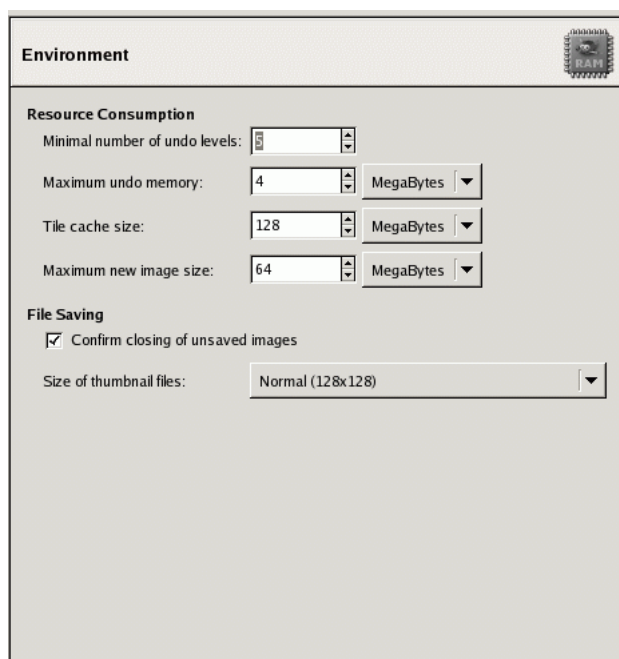 Environment
RAM
Resource Consumption
Minimal number of undo levels: 5
Maximum undo memory: 4 MegaBytes
Tile cache size: 128 MegaBytes
Maximum new image size: 64 MegaBytes
File Saving
Confirm closing of unsaved images
Size of thumbnail files: Normal (128x128)